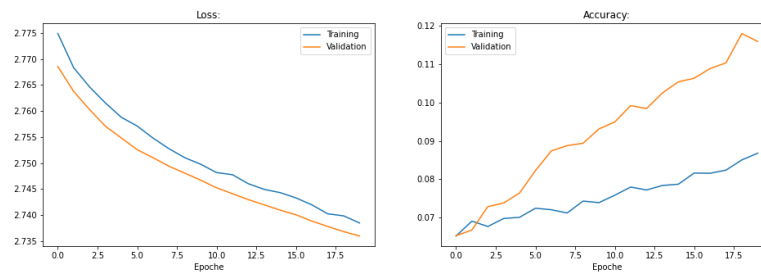 Loss:
2.775
2.770
2.765
2.760
2.755
2.750
2.745
2.740
2.735
Training
Validation
0.0 2.5 5.0 7.5 10.0 12.5 15.0 17.5
Epoche
Accuracy:
0.12
0.11
0.10
0.09
0.08
0.07
Training
Validation
0.0 2.5 5.0 7.5 10.0 12.5 15.0 17.5
Epoche